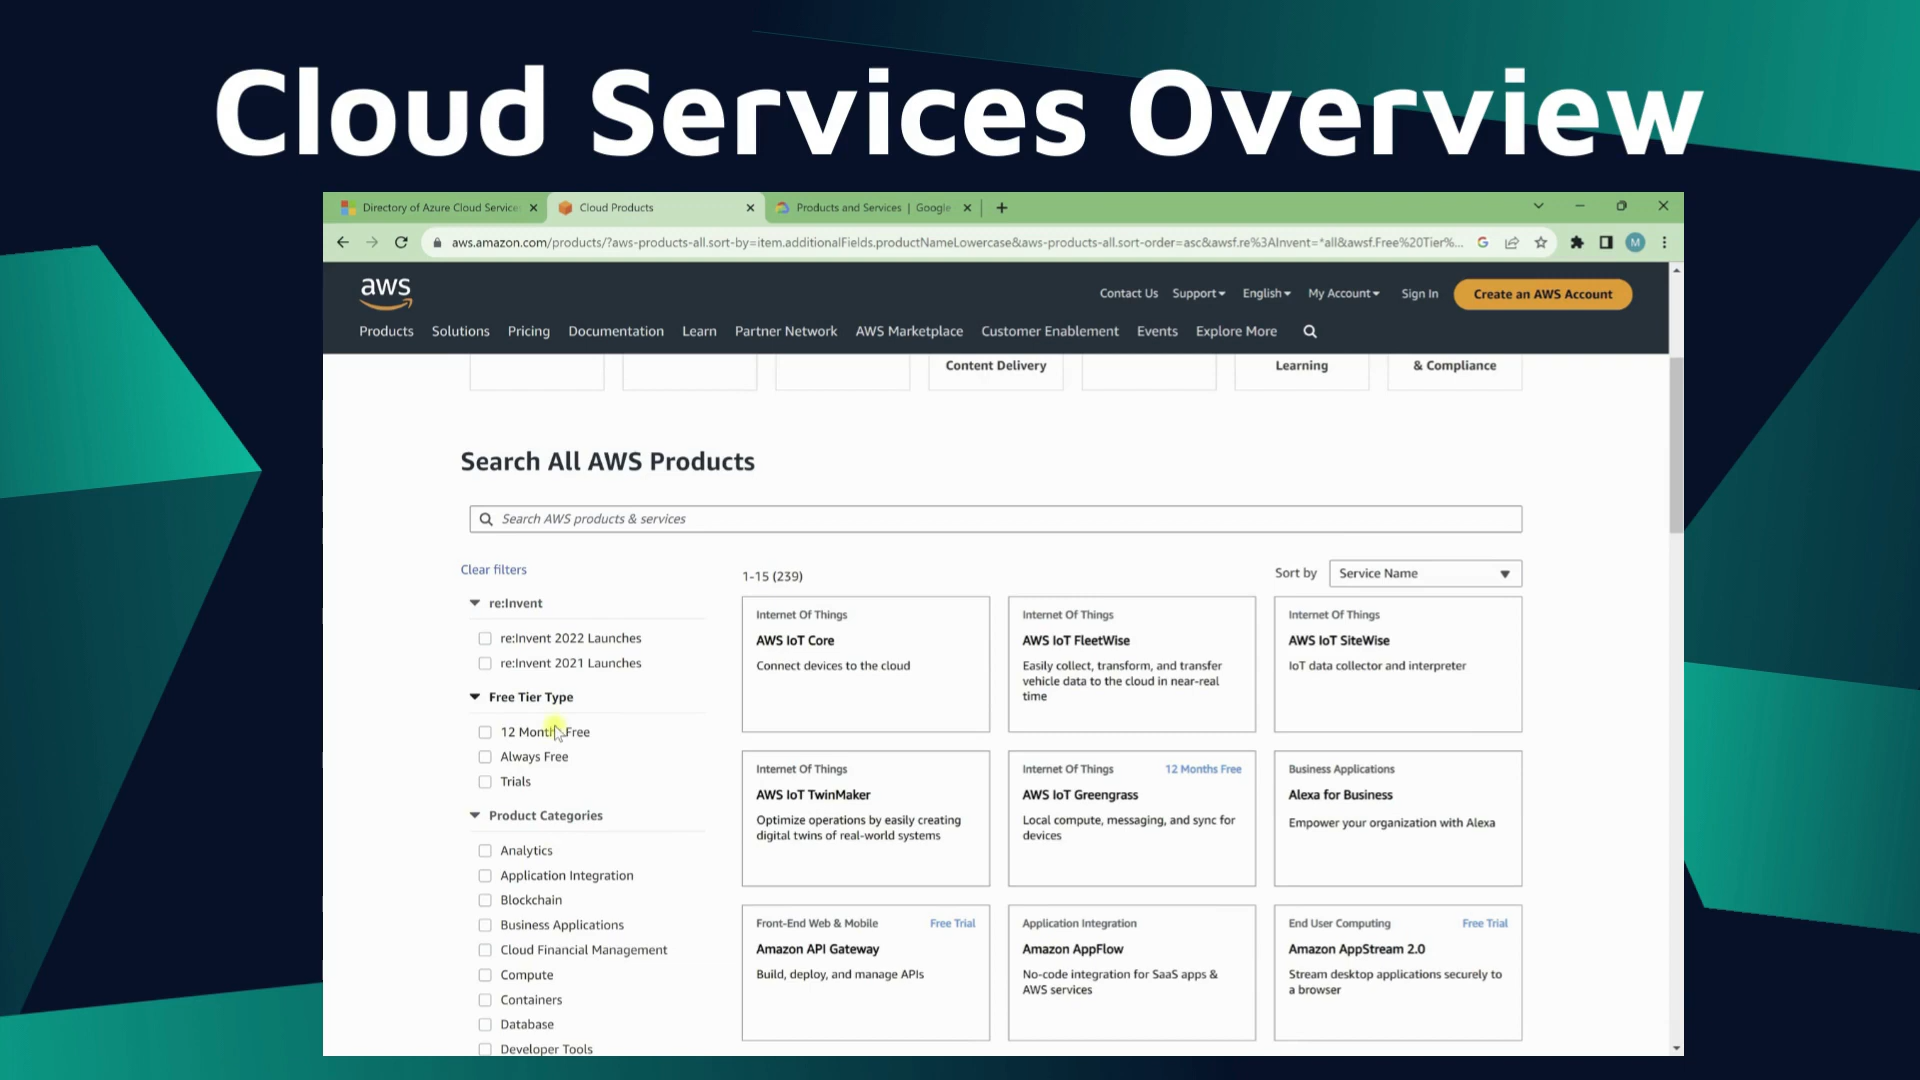 Cloud Services Overview
Directory of Azure Cloud Service
Cloud Products
Products and Services | Google
aws.amazon.com/products/?aws-products-all.sort-by=item.additionalFields.productNameLowercase&aws-products-all.sort-order=asc&awsf.re%3AInvent=*all&awsf.Free%20Tier%...
M
aws
Contact Us Support English My Account Sign In Create an AWS Account
Products Solutions Pricing Documentation Learn Partner Network AWS Marketplace Customer Enablement Events Explore More
Content Delivery
Learning
& Compliance
Search All AWS Products
Search AWS products & services
Clear filters
re:Invent
re:Invent 2022 Launches
re:Invent 2021 Launches
Free Tier Type
12 Months Free
Always Free
Trials
Product Categories
Analytics
Application Integration
Blockchain
Business Applications
Cloud Financial Management
Compute
Containers
Database
Developer Tools
1-15 (239)
Sort by Service Name
Internet Of Things
AWS IoT Core
Connect devices to the cloud
Internet Of Things
AWS IoT FleetWise
Easily collect, transform, and transfer
vehicle data to the cloud in near-real
time
Internet Of Things
AWS IoT SiteWise
IoT data collector and interpreter
Internet Of Things
AWS IoT TwinMaker
Optimize operations by easily creating
digital twins of real-world systems
Internet Of Things 12 Months Free
AWS IoT Greengrass
Local compute, messaging, and sync for
devices
Business Applications
Alexa for Business
Empower your organization with Alexa
Front-End Web & Mobile Free Trial
Amazon API Gateway
Build, deploy, and manage APIs
Application Integration
Amazon AppFlow
No-code integration for SaaS apps &
AWS services
End User Computing Free Trial
Amazon AppStream 2.0
Stream desktop applications securely to
a browser